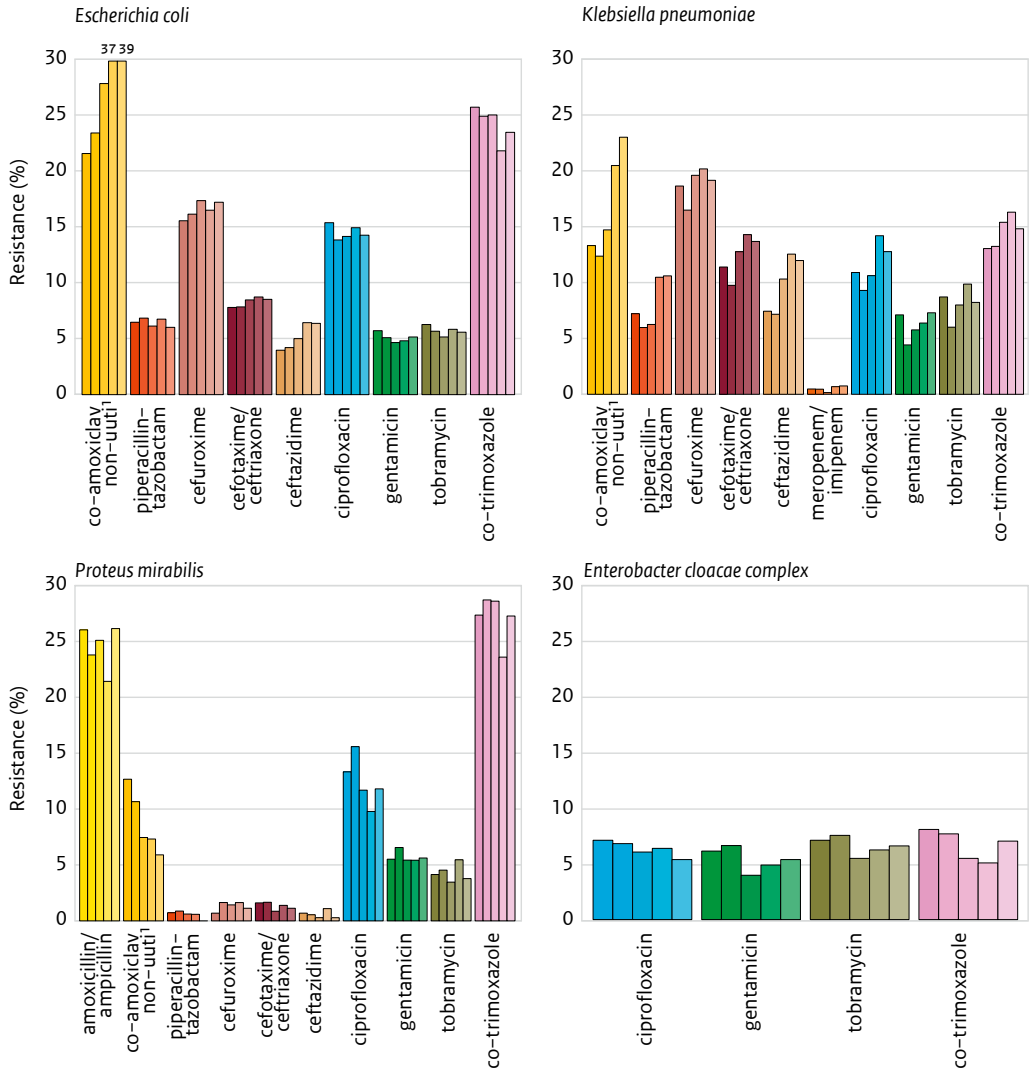 Escherichia coli
37 39
Resistance (%)
30
25
20
15
10
5
0
co-amoxiclav
non-uuti¹
piperacillin-
tazobactam
cefuroxime
cefotaxime/
ceftriaxone
ceftazidime
ciprofloxacin
gentamicin
tobramycin
co-trimoxazole
Klebsiella pneumoniae
30
25
20
15
10
5
0
co-amoxiclav
non-uuti¹
piperacillin-
tazobactam
cefuroxime
cefotaxime/
ceftriaxone
ceftazidime
meropenem/
imipenem
ciprofloxacin
gentamicin
tobramycin
co-trimoxazole
Proteus mirabilis
Resistance (%)
30
25
20
15
10
5
0
amoxicillin/
ampicillin
co-amoxiclav
non-uuti¹
piperacillin-
tazobactam
cefuroxime
cefotaxime/
ceftriaxone
ceftazidime
ciprofloxacin
gentamicin
tobramycin
co-trimoxazole
Enterobacter cloacae complex
30
25
20
15
10
5
0
ciprofloxacin
gentamicin
tobramycin
co-trimoxazole